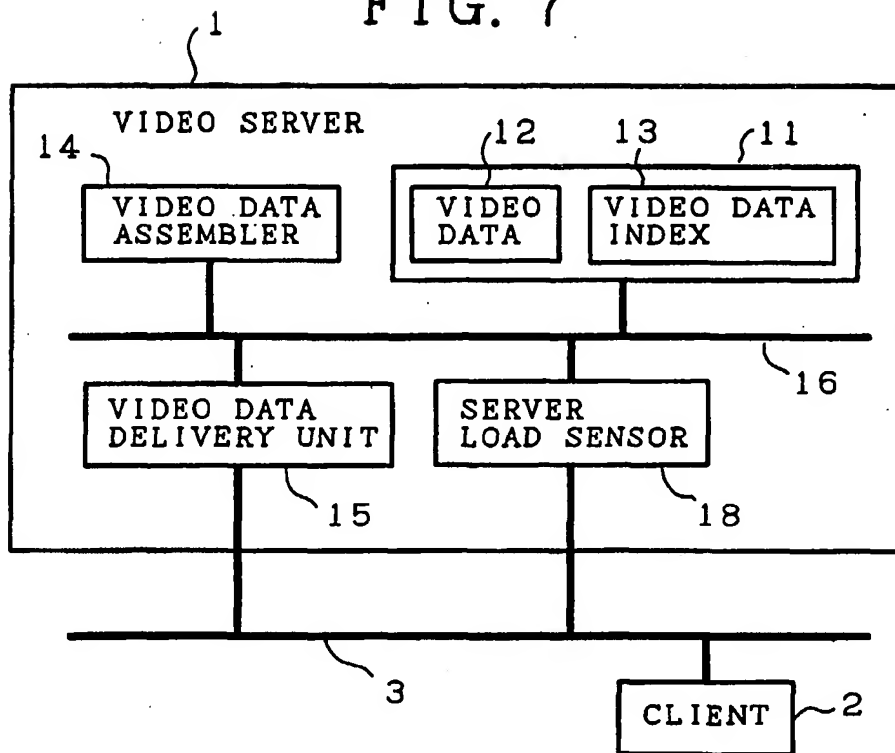 FIG. 7
1
VIDEO SERVER
14
12
13
11
VIDEO DATA
ASSEMBLER
VIDEO
DATA
VIDEO DATA
INDEX
16
VIDEO DATA
DELIVERY UNIT
SERVER
LOAD SENSOR
15
18
3
CLIENT
2